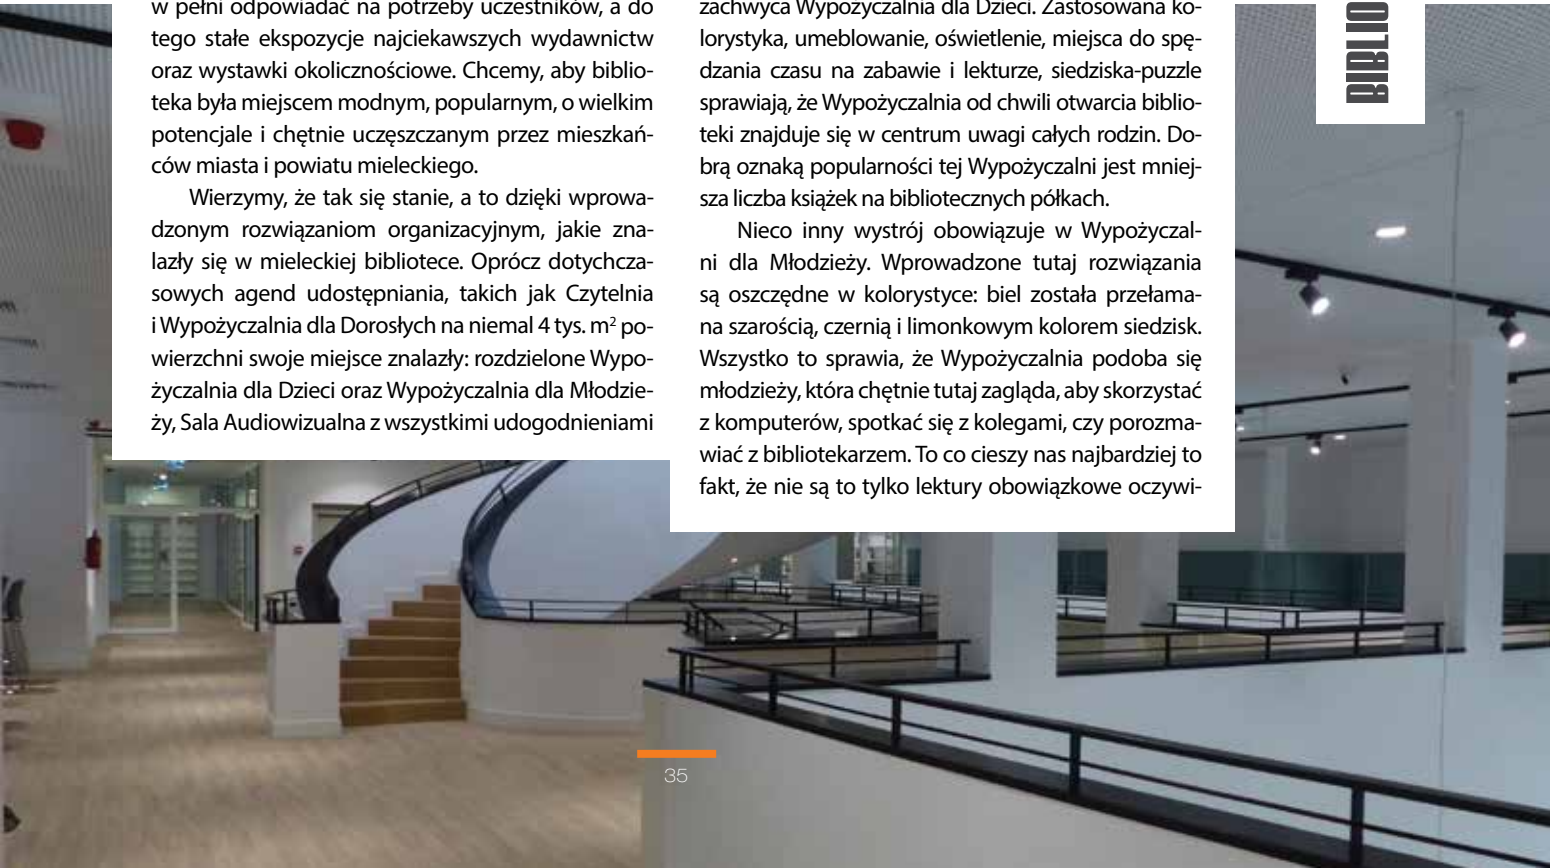 w pełni odpowiadać na potrzeby uczestników, a do
tego stałe ekspozycje najciekawszych wydawnictw
oraz wystawki okolicznościowe. Chcemy, aby biblio-
teka była miejscem modnym, popularnym, o wielkim
potencjale i chętnie uczęszczanym przez mieszkań-
ców miasta i powiatu mieleckiego.
Wierzymy, że tak się stanie, a to dzięki wprowa-
dzonym rozwiązaniom organizacyjnym, jakie zna-
lazły się w mieleckiej bibliotece. Oprócz dotychcza-
sowych agend udostępniania, takich jak Czytelnia
i Wypożyczalnia dla Dorosłych na niemal 4 tys. m² po-
wierzchni swoje miejsce znalazły: rozdzielone Wypo-
życzalnia dla Dzieci oraz Wypożyczalnia dla Młodzie-
ży, Sala Audiowizualna z wszystkimi udogodnieniami
zachwyca Wypożyczalnia dla Dzieci. Zastosowana ko-
lorystyka, umeblowanie, oświetlenie, miejsca do spę-
dzania czasu na zabawie i lekturze, siedziska-puzzle
sprawiają, że Wypożyczalnia od chwili otwarcia biblio-
teki znajduje się w centrum uwagi całych rodzin. Do-
brą oznaką popularności tej Wypożyczalni jest mniej-
sza liczba książek na bibliotecznych półkach.
Nieco inny wystrój obowiązuje w Wypożyczal-
ni dla Młodzieży. Wprowadzone tutaj rozwiązania
są oszczędne w kolorystyce: biel została przełama-
na szarością, czernią i limonkowym kolorem siedzisk.
Wszystko to sprawia, że Wypożyczalnia podoba się
młodzieży, która chętnie tutaj zagląda, aby skorzystać
z komputerów, spotkać się z kolegami, czy porozma-
wiać z bibliotekarzem. To co cieszy nas najbardziej to
fakt, że nie są to tylko lektury obowiązkowe oczywi-
BIBLIO
35